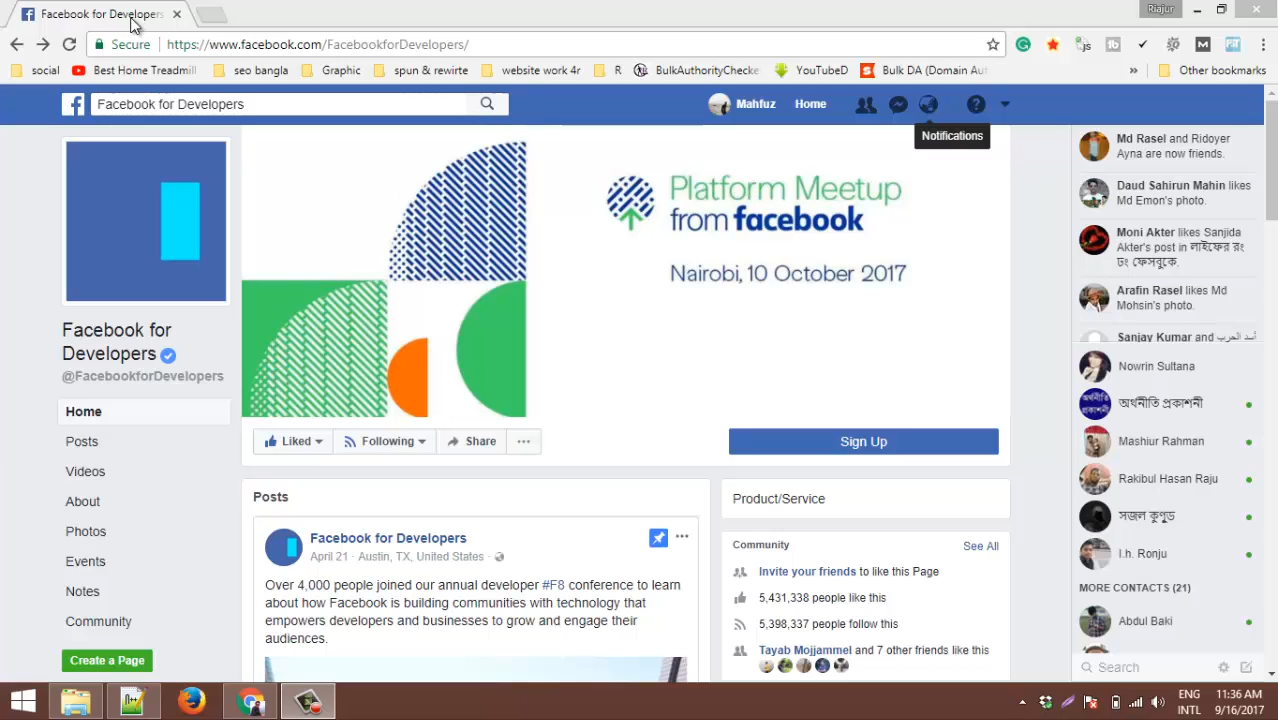 Facebook for Developers
Riajur
Secure
https://www.facebook.com/FacebookforDevelopers/
social
Best Home Treadmill
seo bangla
Graphic
spun & rewirte
website work 4r
R
BulkAuthorityChecke
YouTubeD
Bulk DA (Domain Aut
Other bookmarks
Facebook for Developers
Mahfuz
Home
Notifications
Platform Meetup
from facebook
Nairobi, 10 October 2017
Facebook for
Developers
@FacebookforDevelopers
Home
Posts
Videos
About
Photos
Events
Notes
Community
Create a Page
Liked
Following
Share
Sign Up
Posts
Facebook for Developers
April 21 · Austin, TX, United States ·
Over 4,000 people joined our annual developer #F8 conference to learn
about how Facebook is building communities with technology that
empowers developers and businesses to grow and engage their
audiences.
Product/Service
Community
See All
Invite your friends to like this Page
5,431,338 people like this
5,398,337 people follow this
Tayab Mojjammel and 7 other friends like this
Md Rasel and Ridoyer
Ayna are now friends.
Daud Sahirun Mahin likes
Md Emon's photo.
Moni Akter likes Sanjida
Akter's post in লাইফের রং
ঢং ফেসবুকে.
Arafin Rasel likes Md
Mohsin's photo.
Sanjay Kumar and أسد الحرب
Nowrin Sultana
অর্থনীতি প্রকাশনী
Mashiur Rahman
Rakibul Hasan Raju
সজল কুণ্ডু
I.h. Ronju
MORE CONTACTS (21)
Abdul Baki
Search
ENG
INTL
11:36 AM
9/16/2017